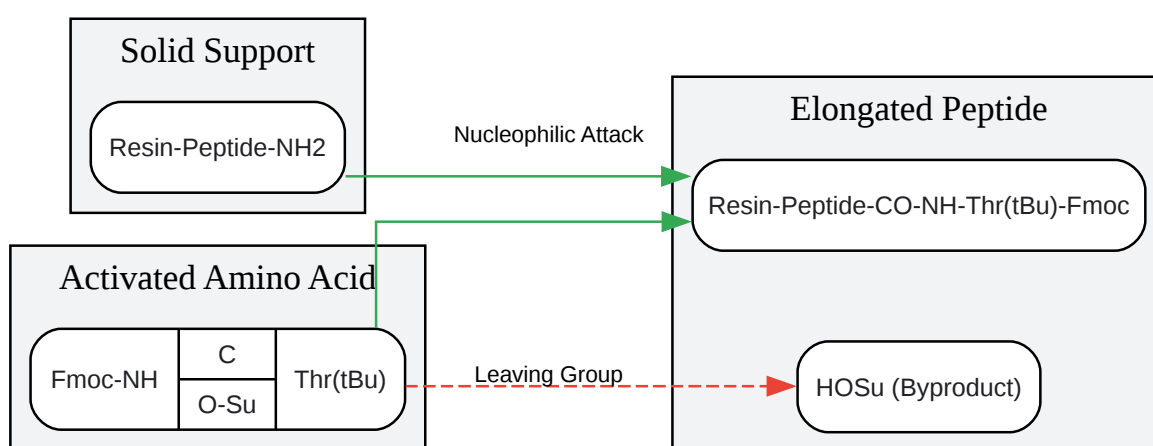 Solid Support
Resin-Peptide-NH2
Nucleophilic Attack
Elongated Peptide
Resin-Peptide-CO-NH-Thr(tBu)-Fmoc
Activated Amino Acid
Fmoc-NH
C
O-Su
Thr(tBu)
Leaving Group
HOSu (Byproduct)